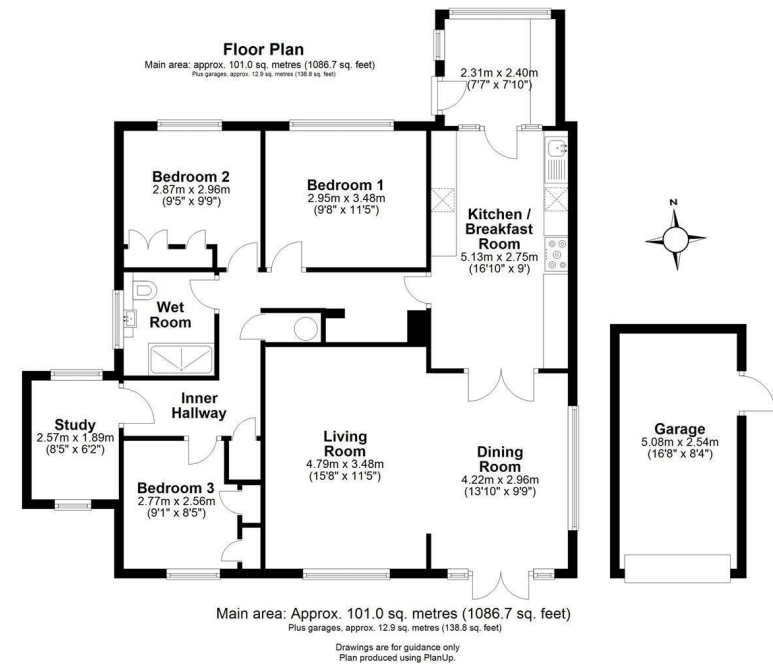 Floor Plan
Main area: approx. 101.0 sq. metres (1086.7 sq. feet)
Plus garages, approx. 12.9 sq. metres (138.8 sq. feet)
2.31m x 2.40m
(7'7" x 7'10")
Bedroom 2
2.87m x 2.96m
(9'5" x 9'9")
Bedroom 1
2.95m x 3.48m
(9'8" x 11'5")
Kitchen /
Breakfast
Room
5.13m x 2.75m
(16'10" x 9')
N
Wet
Room
Inner
Hallway
Study
2.57m x 1.89m
(8'5" x 6'2")
Living
Room
4.79m x 3.48m
(15'8" x 11'5")
Dining
Room
4.22m x 2.96m
(13'10" x 9'9")
Garage
5.08m x 2.54m
(16'8" x 8'4")
Bedroom 3
2.77m x 2.56m
(9'1" x 8'5")
Main area: Approx. 101.0 sq. metres (1086.7 sq. feet)
Plus garages, approx. 12.9 sq. metres (138.8 sq. feet)
Drawings are for guidance only
Plan produced using PlanUp.